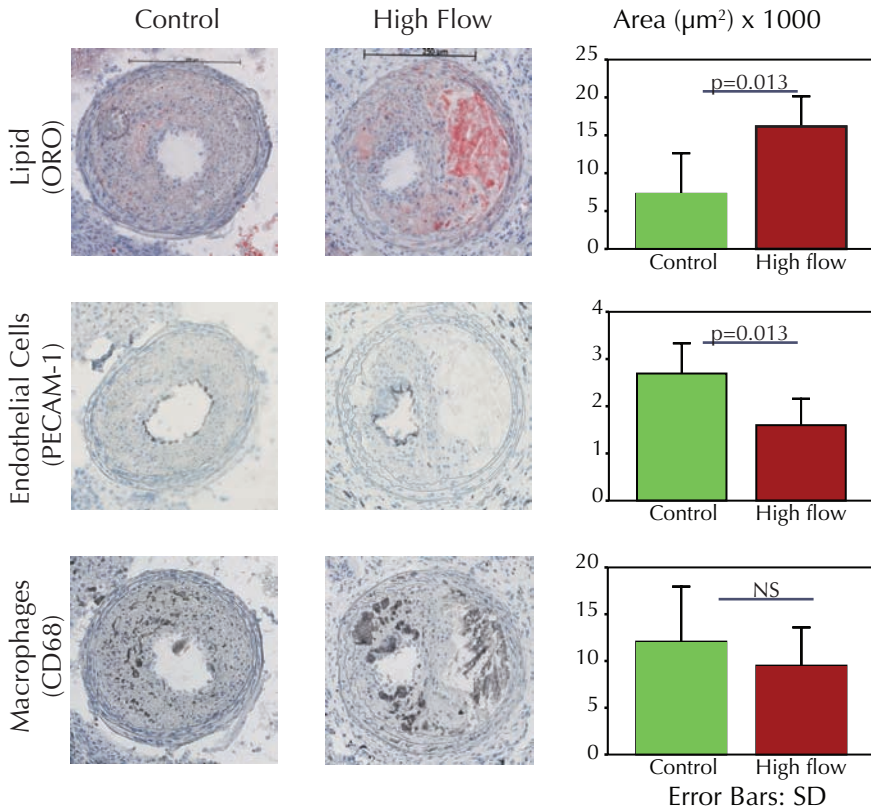 Control
High Flow
Area (µm²) x 1000
Lipid
(ORO)
250 µm
25
20
15
10
5
0
p=0.013
Control
High flow
Endothelial Cells
(PECAM-1)
4
3
2
1
0
p=0.013
Control
High flow
Macrophages
(CD68)
20
15
10
5
0
NS
Control
High flow
Error Bars: SD